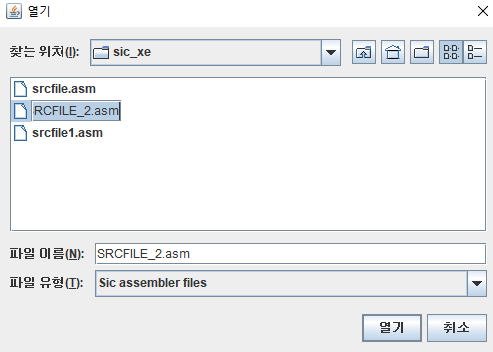 열기
찾는 위치(I):
sic_xe
srcfile.asm
RCFILE_2.asm
srcfile1.asm
파일 이름(N):
SRCFILE_2.asm
파일 유형(T):
Sic assembler files
열기
취소